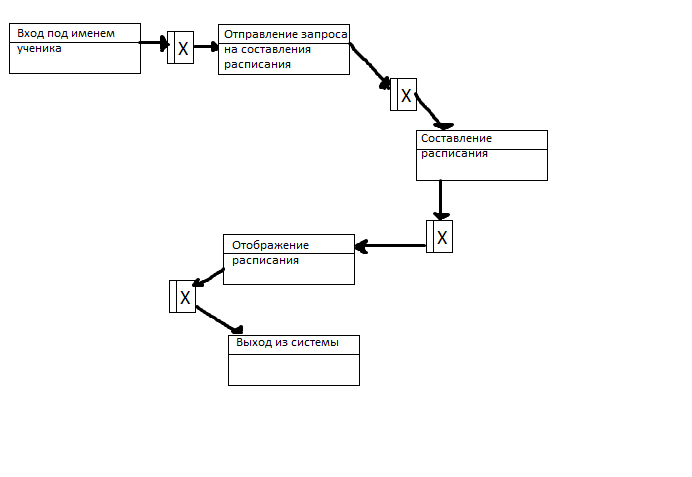 Вход под именем
ученика
X
Отправление запроса
на составления
расписания
X
Составление
расписания
X
Отображение
расписания
X
Выход из системы